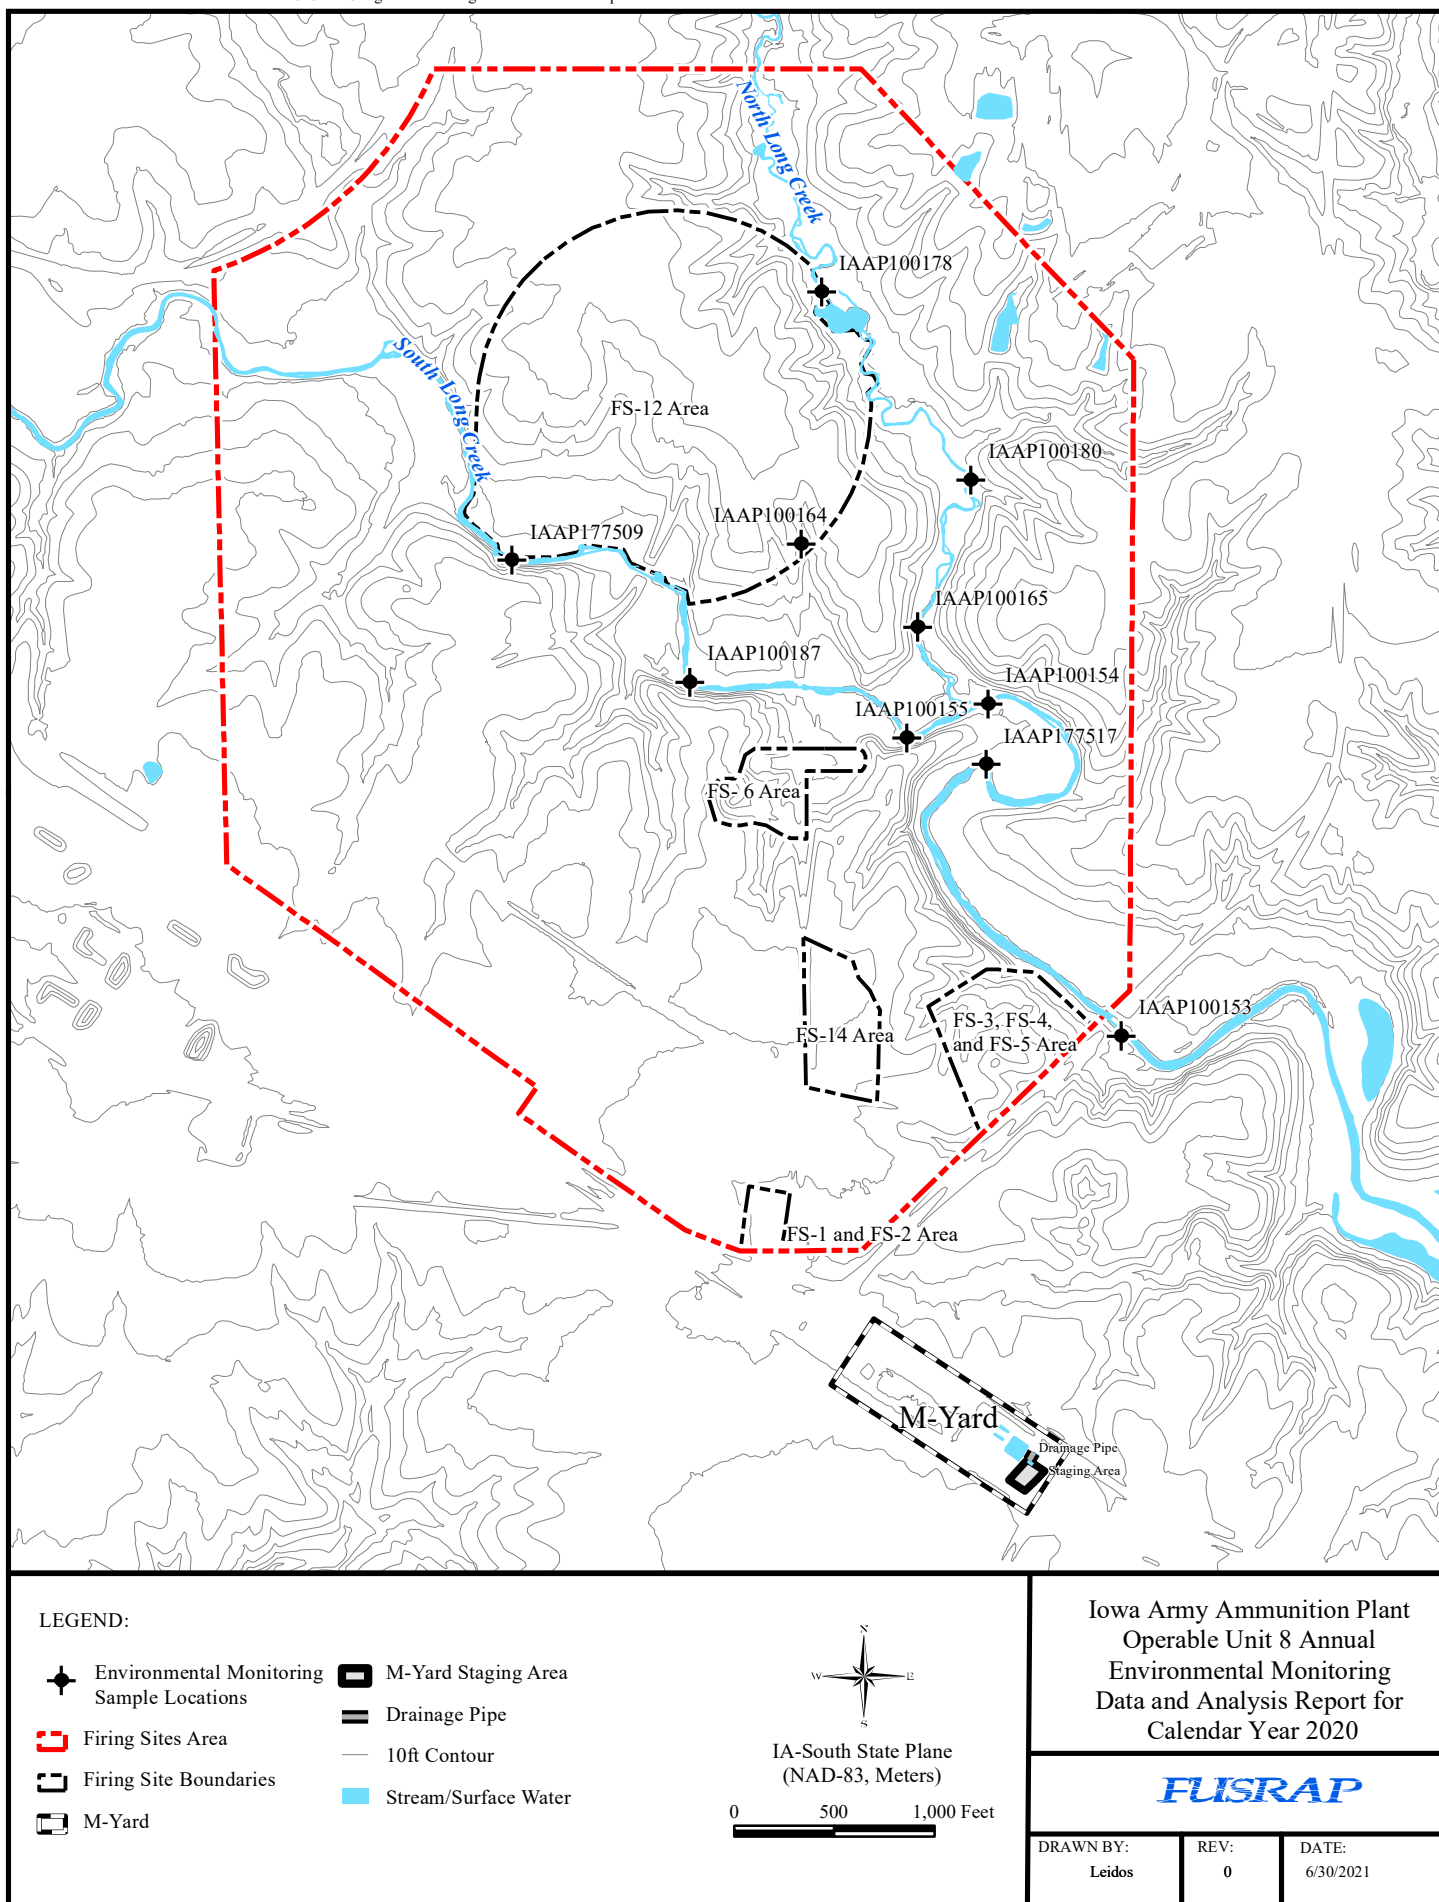 North Long Creek
IAAP100178
South Long Creek
FS-12 Area
IAAP100180
IAAP100164
IAAP177509
IAAP100165
IAAP100187
IAAP100154
IAAP100155
IAAP177517
FS- 6 Area
IAAP100153
FS-3, FS-4,
and FS-5 Area
FS-14 Area
FS-1 and FS-2 Area
M-Yard
Drainage Pipe
Staging Area
LEGEND:
Environmental Monitoring
Sample Locations
Firing Sites Area
Firing Site Boundaries
M-Yard
M-Yard Staging Area
Drainage Pipe
10ft Contour
Stream/Surface Water
N
W E
S
IA-South State Plane
(NAD-83, Meters)
0 500 1,000 Feet
Iowa Army Ammunition Plant
Operable Unit 8 Annual
Environmental Monitoring
Data and Analysis Report for
Calendar Year 2020
FUSRAP
DRAWN BY:
Leidos
REV:
0
DATE:
6/30/2021